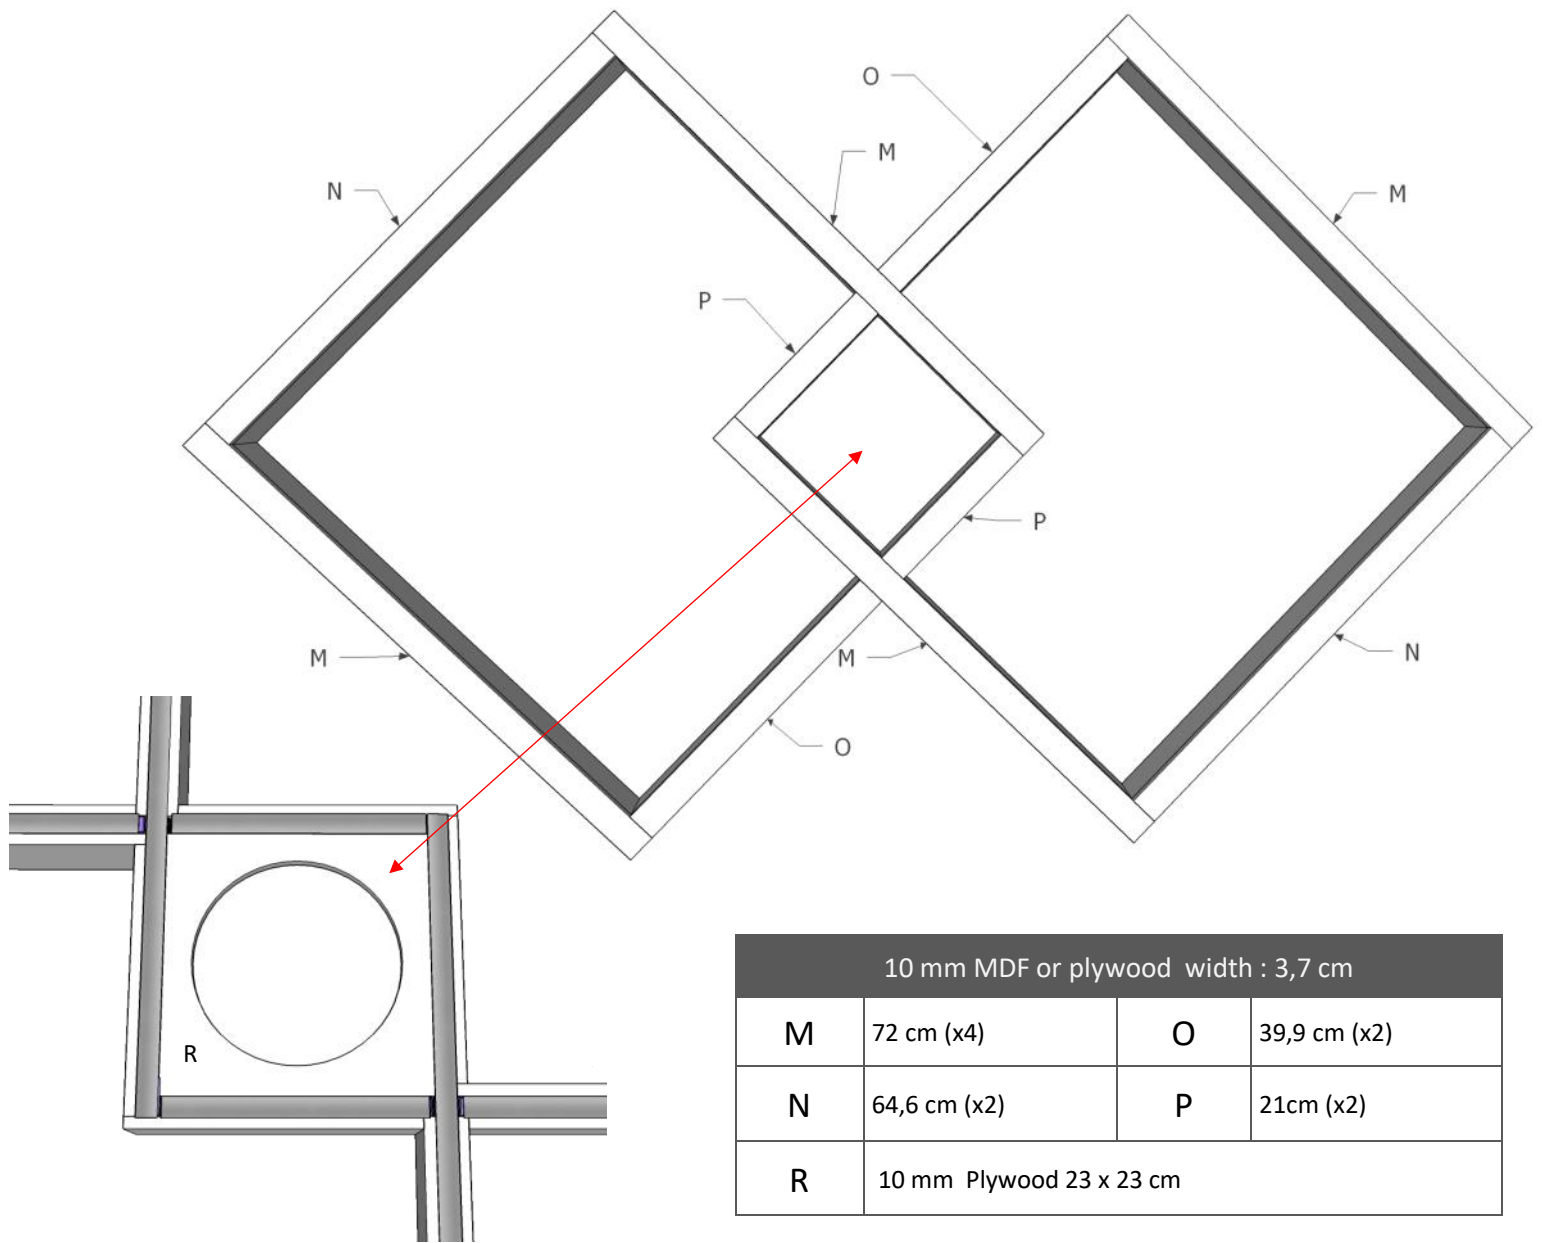 O
M
N
M
P
P
M
M
N
O
R
10 mm MDF or plywood  width : 3,7 cm
M 72 cm (x4) O 39,9 cm (x2)
N 64,6 cm (x2) P 21cm (x2)
R 10 mm  Plywood 23 x 23 cm